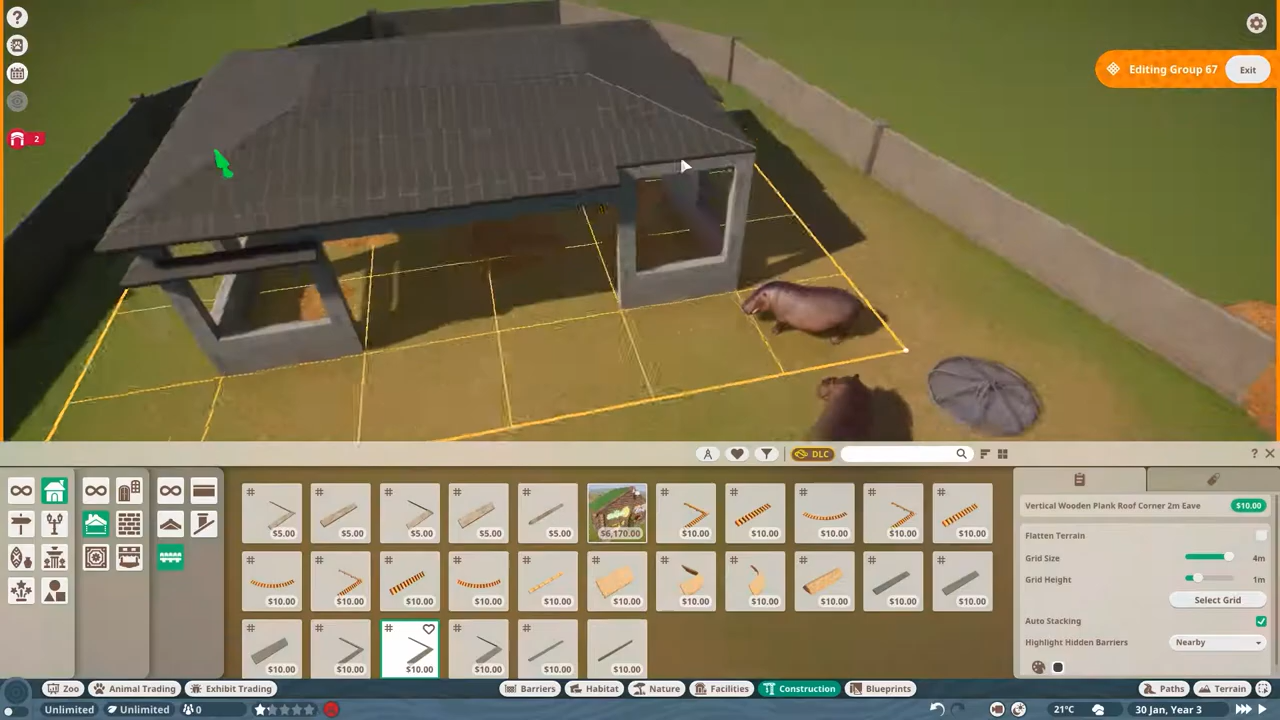 ?
Editing Group 67
Exit
2
DLC
? ×
# # # # # # # # # # #
$5.00 $5.00 $5.00 $5.00 $5.00 $6,170.00 $10.00 $10.00 $10.00 $10.00 $10.00
# # # # # # # # # # #
$10.00 $10.00 $10.00 $10.00 $10.00 $10.00 $10.00 $10.00 $10.00 $10.00 $10.00
# # # # # #
$10.00 $10.00 $10.00 $10.00 $10.00 $10.00
Vertical Wooden Plank Roof Corner 2m Eave $10.00
Flatten Terrain
Grid Size 4m
Grid Height 1m
Select Grid
Auto Stacking
Highlight Hidden Barriers Nearby
Zoo Animal Trading Exhibit Trading Barriers Habitat Nature Facilities Construction Blueprints Paths Terrain
Unlimited Unlimited 0 21°C 30 Jan, Year 3